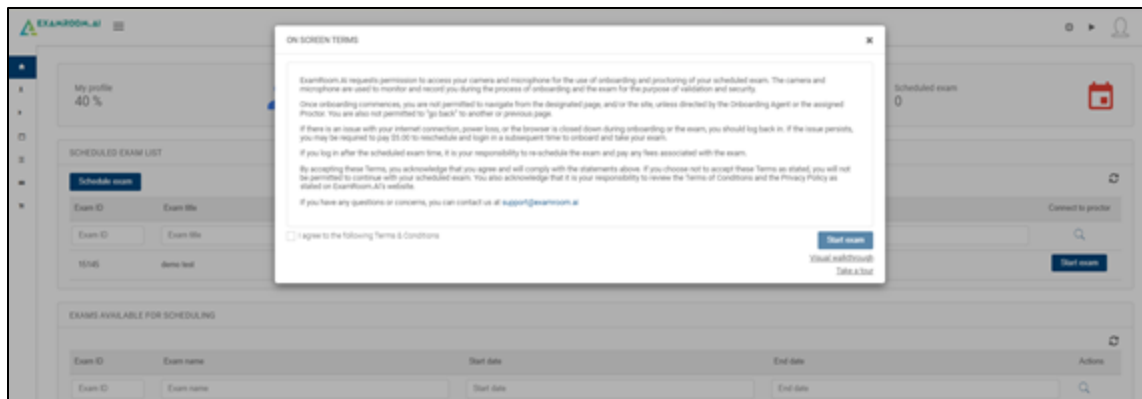 EXAMROOM.AI
ON SCREEN TERMS
ExamRoom.AI requests permission to access your camera and microphone for the use of onboarding and proctoring of your scheduled exam. The camera and
microphone are used to monitor and record you during the process of onboarding and the exam for the purpose of validation and security.
Once onboarding commences, you are not permitted to navigate from the designated page, and/or the site, unless directed by the Onboarding Agent or the assigned
Proctor. You are also not permitted to "go back" to another or previous page.
If there is an issue with your internet connection, power loss, or the browser is closed down during onboarding or the exam, you should log back in. If the issue persists,
you may be required to pay $5.00 to reschedule and login in a subsequent time to onboard and take your exam.
If you log in after the scheduled exam time, it is your responsibility to re-schedule the exam and pay any fees associated with the exam.
By accepting these Terms, you acknowledge that you agree and will comply with the statements above. If you choose not to accept these Terms as stated, you will not
be permitted to continue with your scheduled exam. You also acknowledge that it is your responsibility to review the Terms of Conditions and the Privacy Policy as
stated on ExamRoom.AI's website.
If you have any questions or concerns, you can contact us at support@examroom.ai
I agree to the following Terms & Conditions
Start exam
Visual walkthrough
Take a tour
My profile
40 %
Scheduled exam
0
SCHEDULED EXAM LIST
Schedule exam
Exam ID Exam title Connect to proctor
Exam ID Exam title
15145 demo test Start exam
EXAMS AVAILABLE FOR SCHEDULING
Exam ID Exam name Start date End date Actions
Exam ID Exam name Start date End date